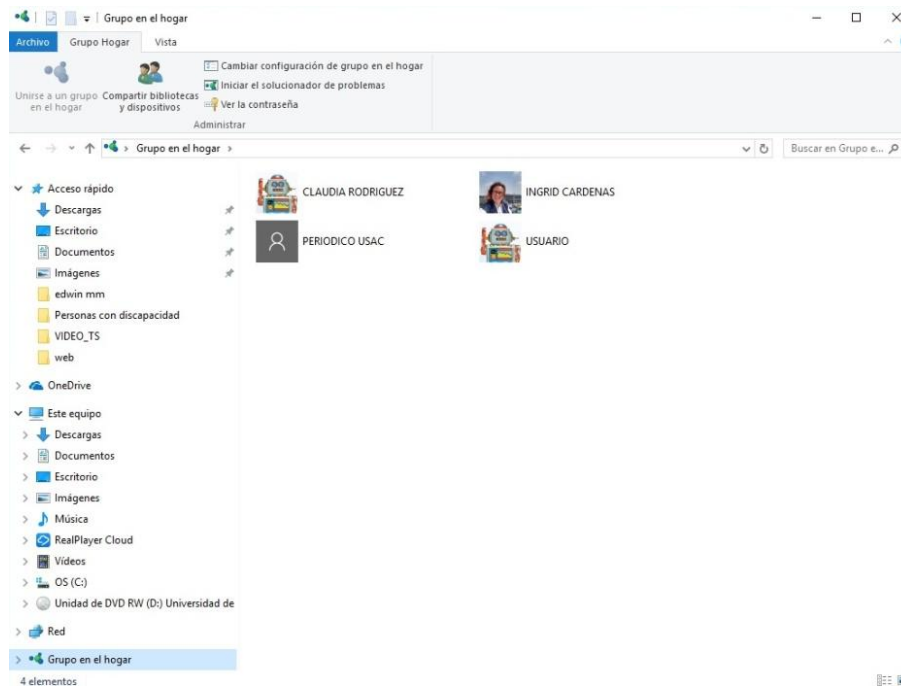 Grupo en el hogar
Archivo Grupo Hogar Vista
Unirse a un grupo en el hogar
Compartir bibliotecas y dispositivos
Cambiar configuración de grupo en el hogar
Iniciar el solucionador de problemas
Ver la contraseña
Administrar
Grupo en el hogar
Buscar en Grupo e...
Acceso rápido
Descargas
Escritorio
Documentos
Imágenes
edwin mm
Personas con discapacidad
VIDEO_TS
web
OneDrive
Este equipo
Descargas
Documentos
Escritorio
Imágenes
Música
RealPlayer Cloud
Vídeos
OS (C:)
Unidad de DVD RW (D:) Universidad de
Red
Grupo en el hogar
4 elementos
CLAUDIA RODRIGUEZ
INGRID CARDENAS
PERIODICO USAC
USUARIO